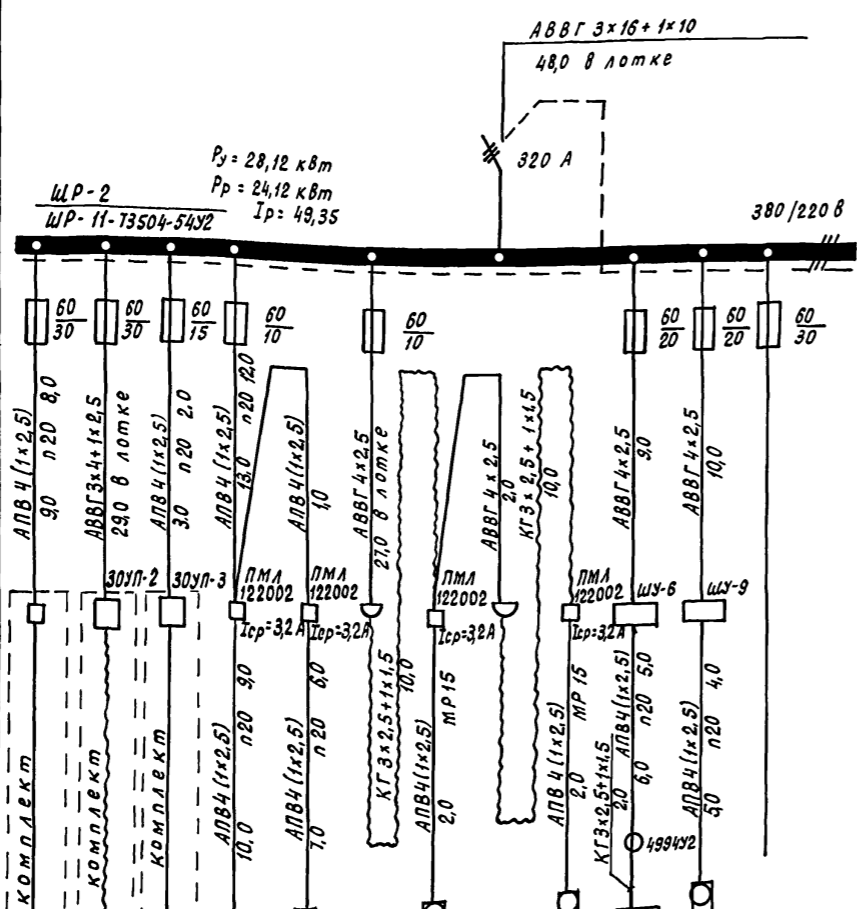 АВВГ 3×16+1×10
48,0 в лотке
320 А
Ру = 28,12 кВт
Рр = 24,12 кВт
Iр = 49,35
ШР-2
ШР-11-73504-54У2
380/220 в
60
30
60
30
60
15
60
10
60
10
60
20
60
20
60
30
АПВ 4(1×2,5) п20 8,0
9,0
АВВГ 3×4+1×2,5
29,0 в лотке
АПВ 4(1×2,5) п20 2,0
3,0
АПВ 4(1×2,5) п20 12,0
13,0
АПВ 4(1×2,5)
1,0
АВВГ 4×2,5
27,0 в лотке
АВВГ 4×2,5
2,0
КГ 3×2,5+1×1,5
10,0
АВВГ 4×2,5
9,0
АВВГ 4×2,5
10,0
ЗОУП-2
ЗОУП-3
ПМЛ
122002
Iср=3,2А
ПМЛ
122002
Iср=3,2А
ПМЛ
122002
Iср=3,2А
ПМЛ
122002
Iср=3,2А
ШУ-6
ШУ-9
комплект
комплект
комплект
АПВ4(1×2,5) п20 9,0
10,0
АПВ4(1×2,5) п20 6,0
7,0
КГ 3×2,5+1×1,5
10,0
АПВ4(1×2,5) МР15
2,0
АПВ 4(1×2,5) МР15
2,0
КГ3×2,5+1×1,5
2,0
АПВ4(1×2,5) п20 5,0
6,0
АПВ4(1×2,5) п20 4,0
5,0
4994У2